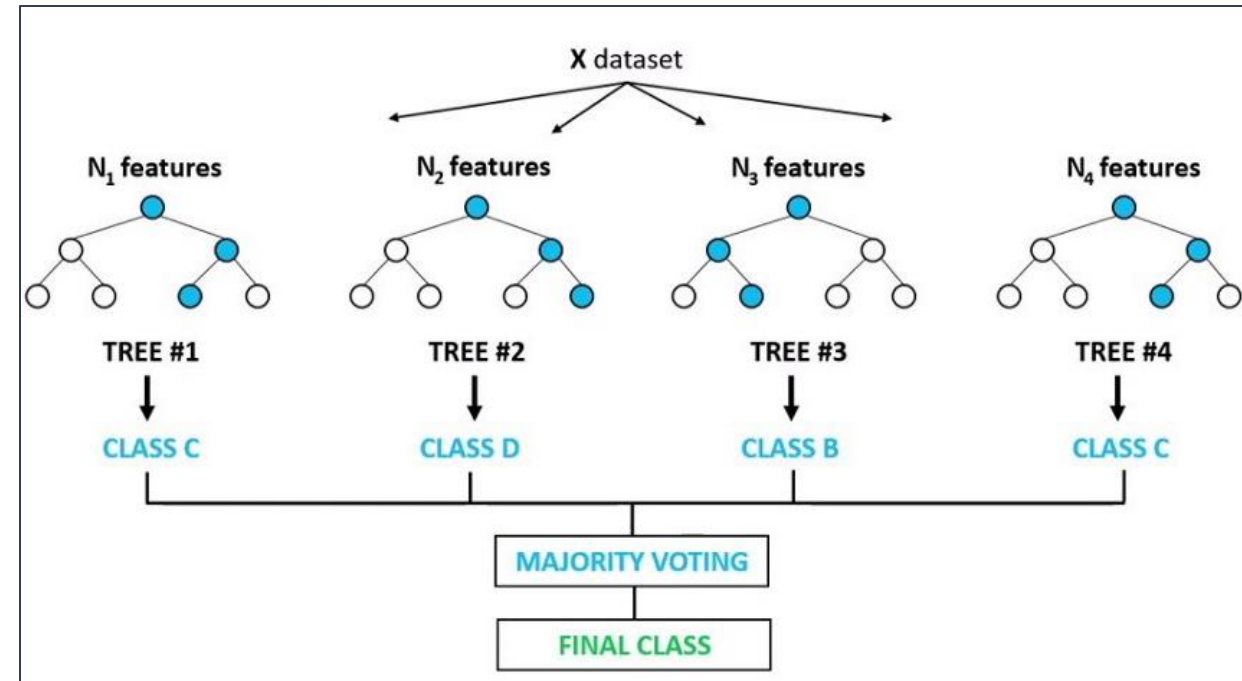 X dataset
N1 features
N2 features
N3 features
N4 features
TREE #1
TREE #2
TREE #3
TREE #4
CLASS C
CLASS D
CLASS B
CLASS C
MAJORITY VOTING
FINAL CLASS